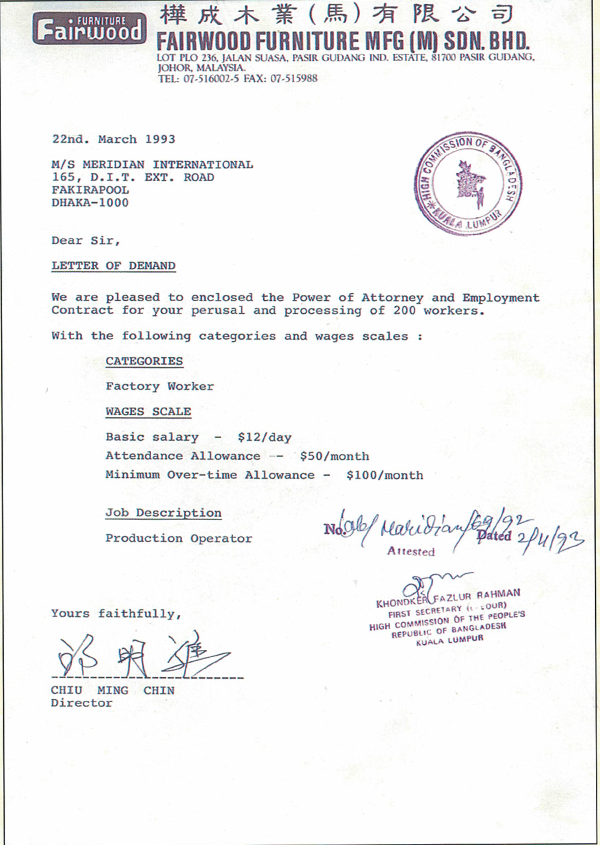 FURNITURE
Fairwood
樺成木業(馬)有限公司
FAIRWOOD FURNITURE MFG (M) SDN. BHD.
LOT PLO 236, JALAN SUASA, PASIR GUDANG IND. ESTATE, 81700 PASIR GUDANG,
JOHOR, MALAYSIA.
TEL: 07-516002-5 FAX: 07-515988
22nd. March 1993
M/S MERIDIAN INTERNATIONAL
165, D.I.T. EXT. ROAD
FAKIRAPOOL
DHAKA-1000
HIGH COMMISSION OF BANGLADESH
KUALA LUMPUR
Dear Sir,
LETTER OF DEMAND
We are pleased to enclosed the Power of Attorney and Employment
Contract for your perusal and processing of 200 workers.
With the following categories and wages scales :
CATEGORIES
Factory Worker
WAGES SCALE
Basic salary - $12/day
Attendance Allowance - $50/month
Minimum Over-time Allowance - $100/month
Job Description
Production Operator
No. Meridian/69/92
Dated 2/4/93
Attested
KHONDKER FAZLUR RAHMAN
FIRST SECRETARY
HIGH COMMISSION OF THE PEOPLE'S
REPUBLIC OF BANGLADESH
KUALA LUMPUR
Yours faithfully,
CHIU MING CHIN
Director